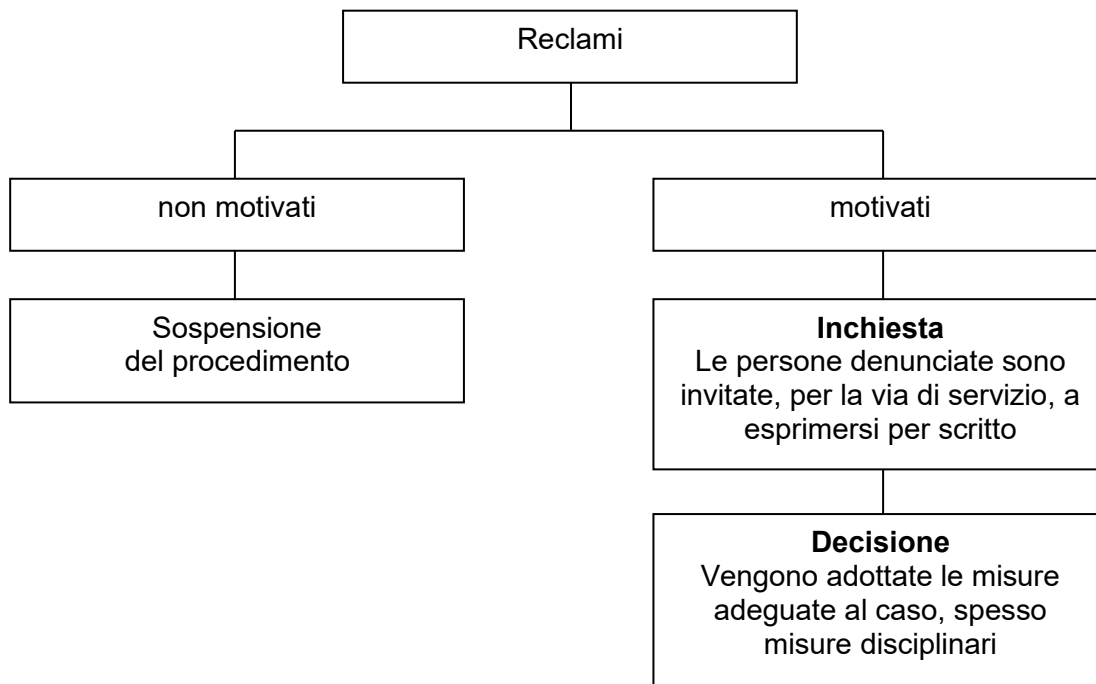 Reclami
non motivati
motivati
Sospensione
del procedimento
Inchiesta
Le persone denunciate sono
invitate, per la via di servizio, a
esprimersi per scritto
Decisione
Vengono adottate le misure
adeguate al caso, spesso
misure disciplinari